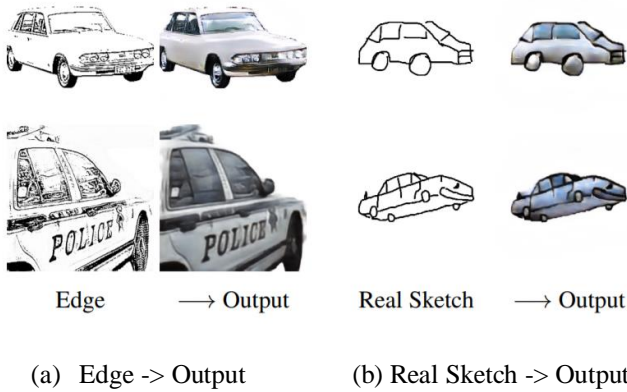 POLICE
POLICE
Edge
⟶ Output
Real Sketch
⟶ Output
(a) Edge -> Output
(b) Real Sketch -> Output